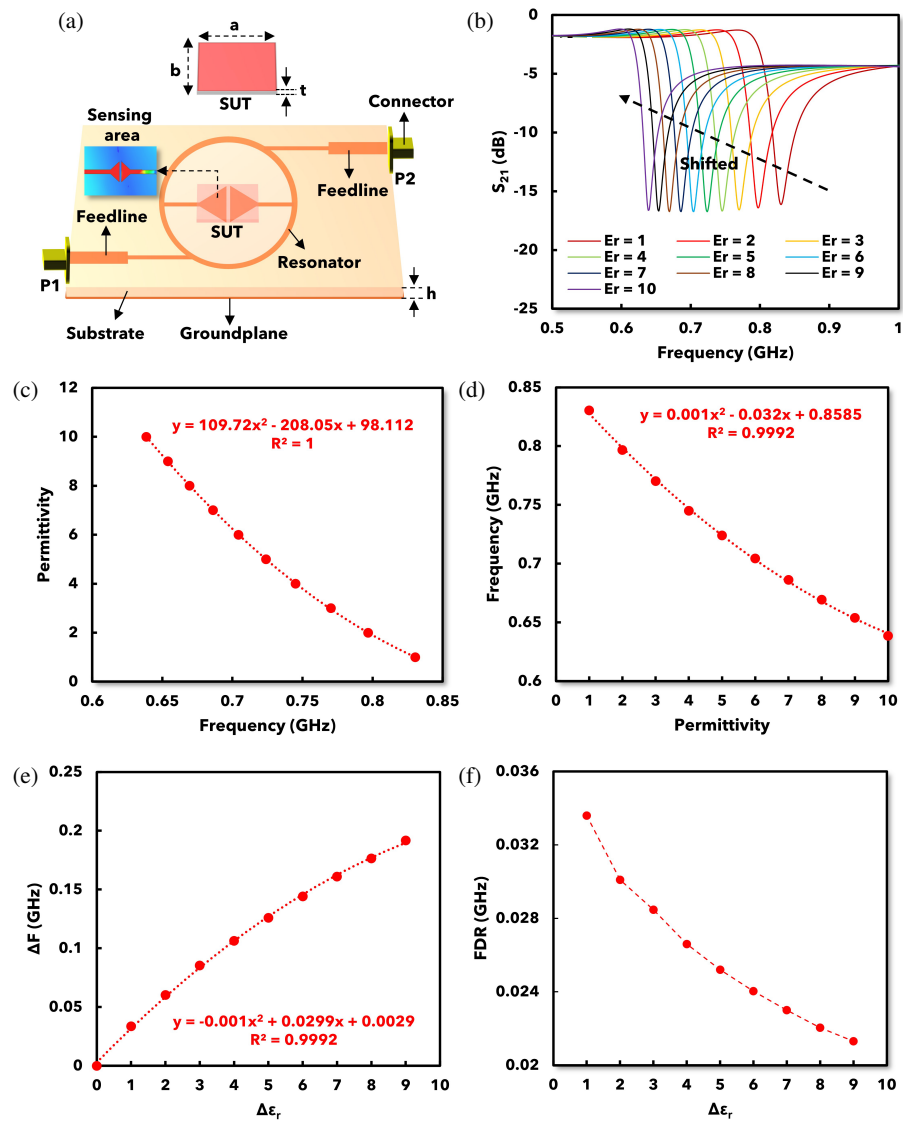 (a)
a
b
t
SUT
Connector
Sensing
area
P2
Feedline
Feedline
SUT
Resonator
P1
h
Substrate
Groundplane
(b)
0
-5
-10
-15
-20
-25
S21 (dB)
Shifted
Er = 1 Er = 2 Er = 3
Er = 4 Er = 5 Er = 6
Er = 7 Er = 8 Er = 9
Er = 10
0.5 0.6 0.7 0.8 0.9 1
Frequency (GHz)
(c)
12
10
8
6
4
2
0
Permittivity
y = 109.72x² - 208.05x + 98.112
R² = 1
0.6 0.65 0.7 0.75 0.8 0.85
Frequency (GHz)
(d)
0.85
0.8
0.75
0.7
0.65
0.6
Frequency (GHz)
y = 0.001x² - 0.032x + 0.8585
R² = 0.9992
0 1 2 3 4 5 6 7 8 9 10
Permittivity
(e)
0.25
0.2
0.15
0.1
0.05
0
ΔF (GHz)
y = -0.001x² + 0.0299x + 0.0029
R² = 0.9992
0 1 2 3 4 5 6 7 8 9 10
Δεr
(f)
0.036
0.032
0.028
0.024
0.02
FDR (GHz)
0 1 2 3 4 5 6 7 8 9 10
Δεr